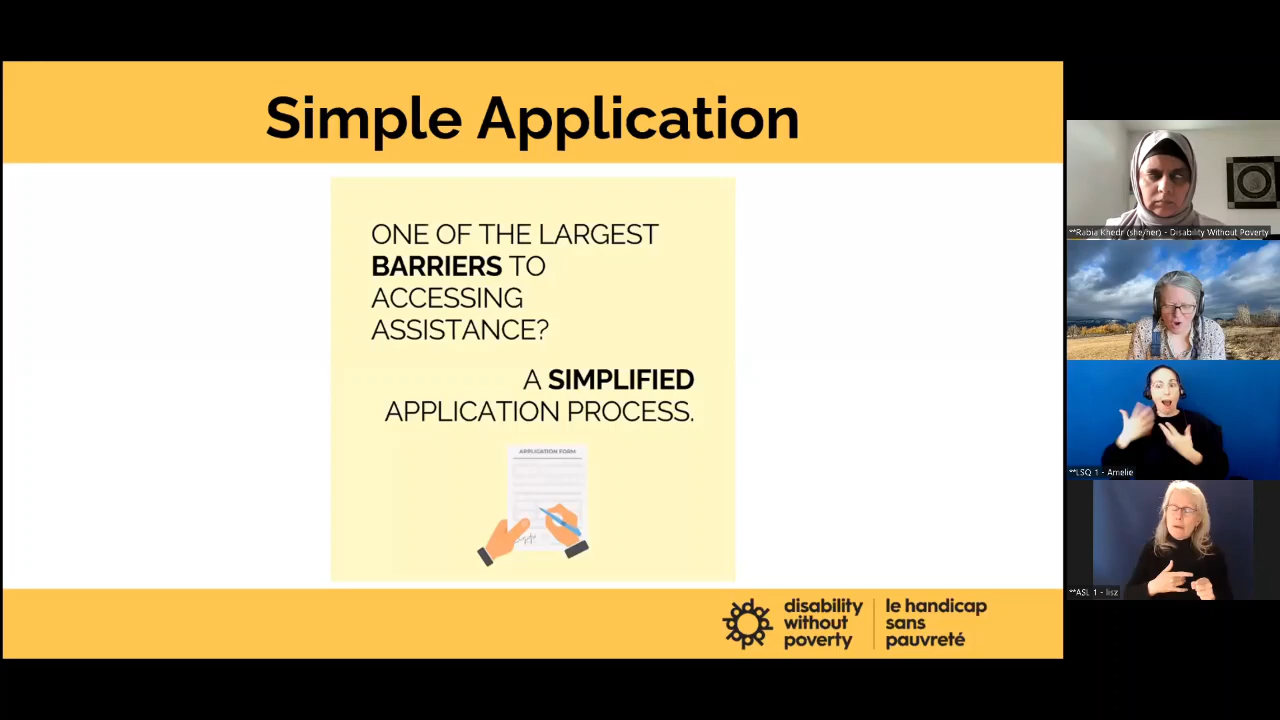 Simple Application
ONE OF THE LARGEST
BARRIERS TO
ACCESSING
ASSISTANCE?
A SIMPLIFIED
APPLICATION PROCESS.
APPLICATION FORM
disability
without
poverty
le handicap
sans
pauvreté
**Rabia Khedr (she/her) - Disability Without Poverty
**LSQ 1 - Amelie
**ASL 1 - lisz